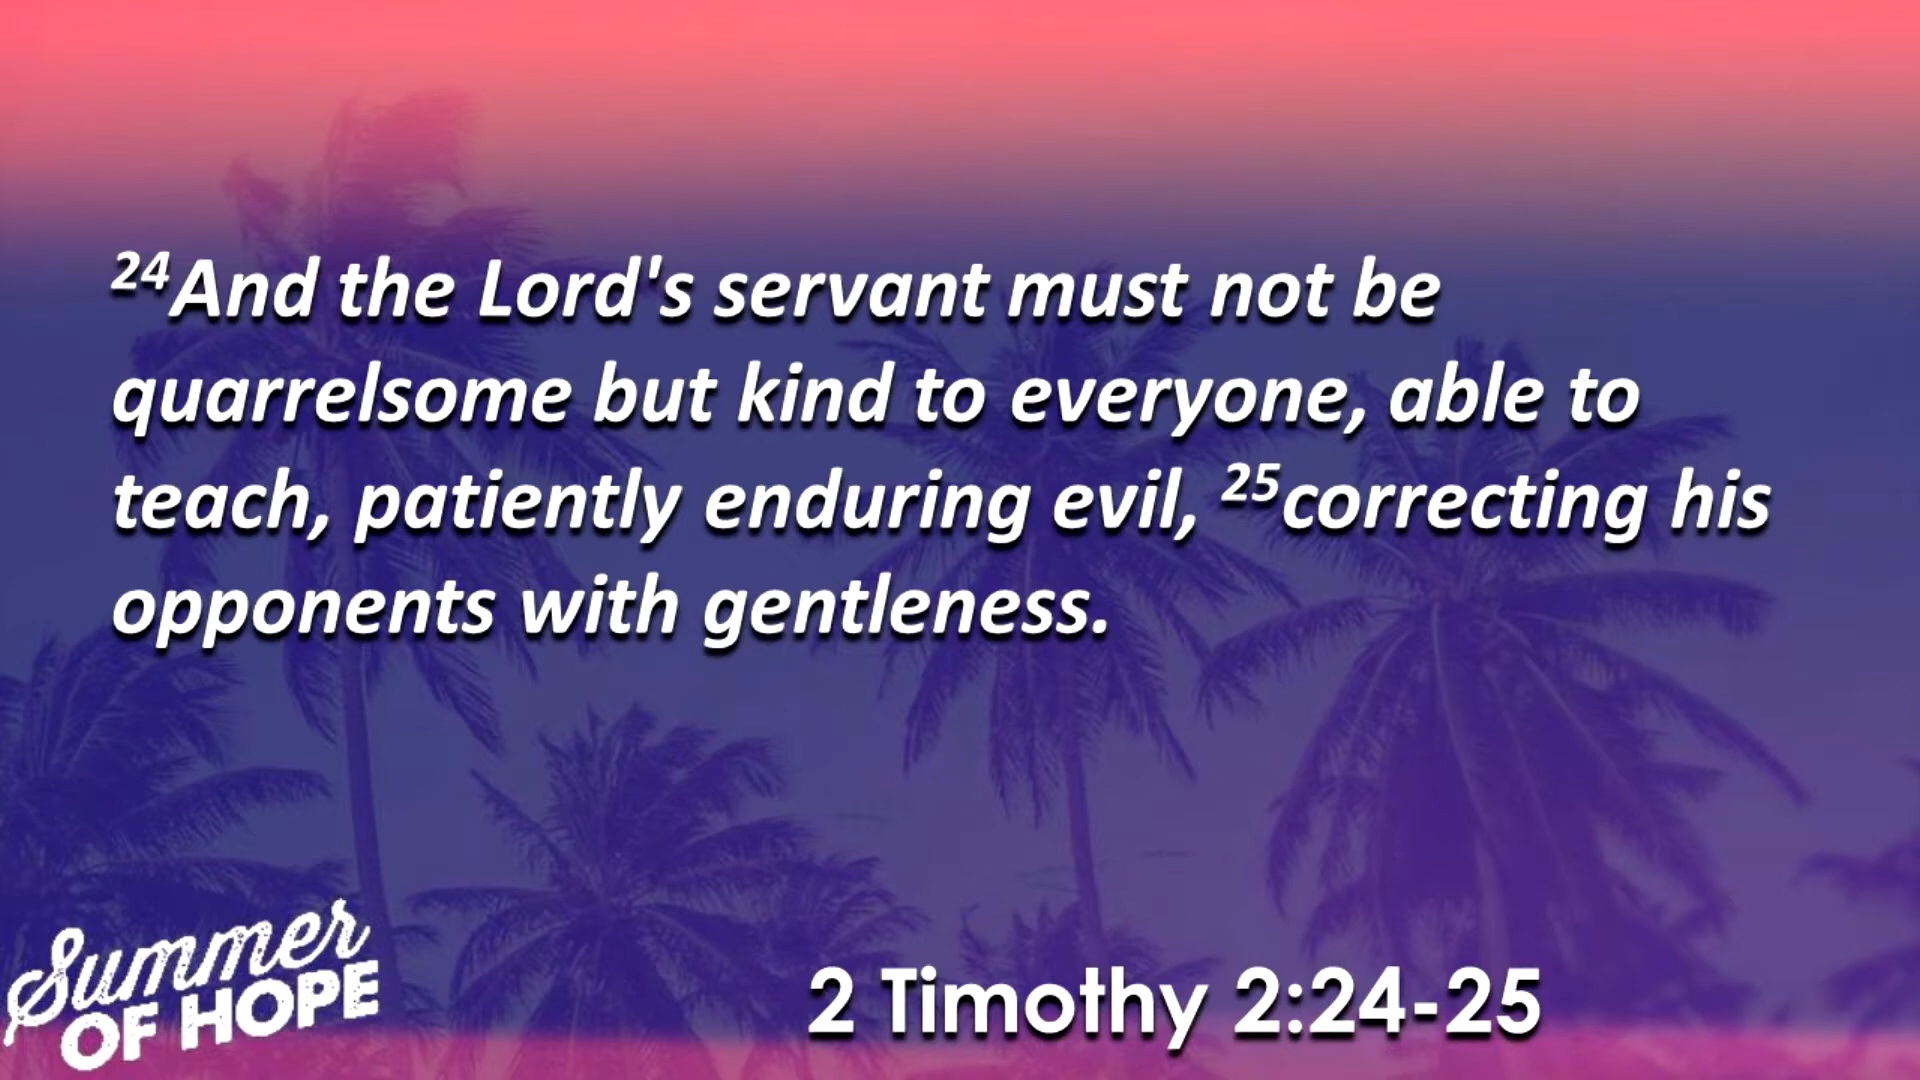 ²⁴And the Lord's servant must not be
quarrelsome but kind to everyone, able to
teach, patiently enduring evil, ²⁵correcting his
opponents with gentleness.
Summer
OF HOPE
2 Timothy 2:24-25